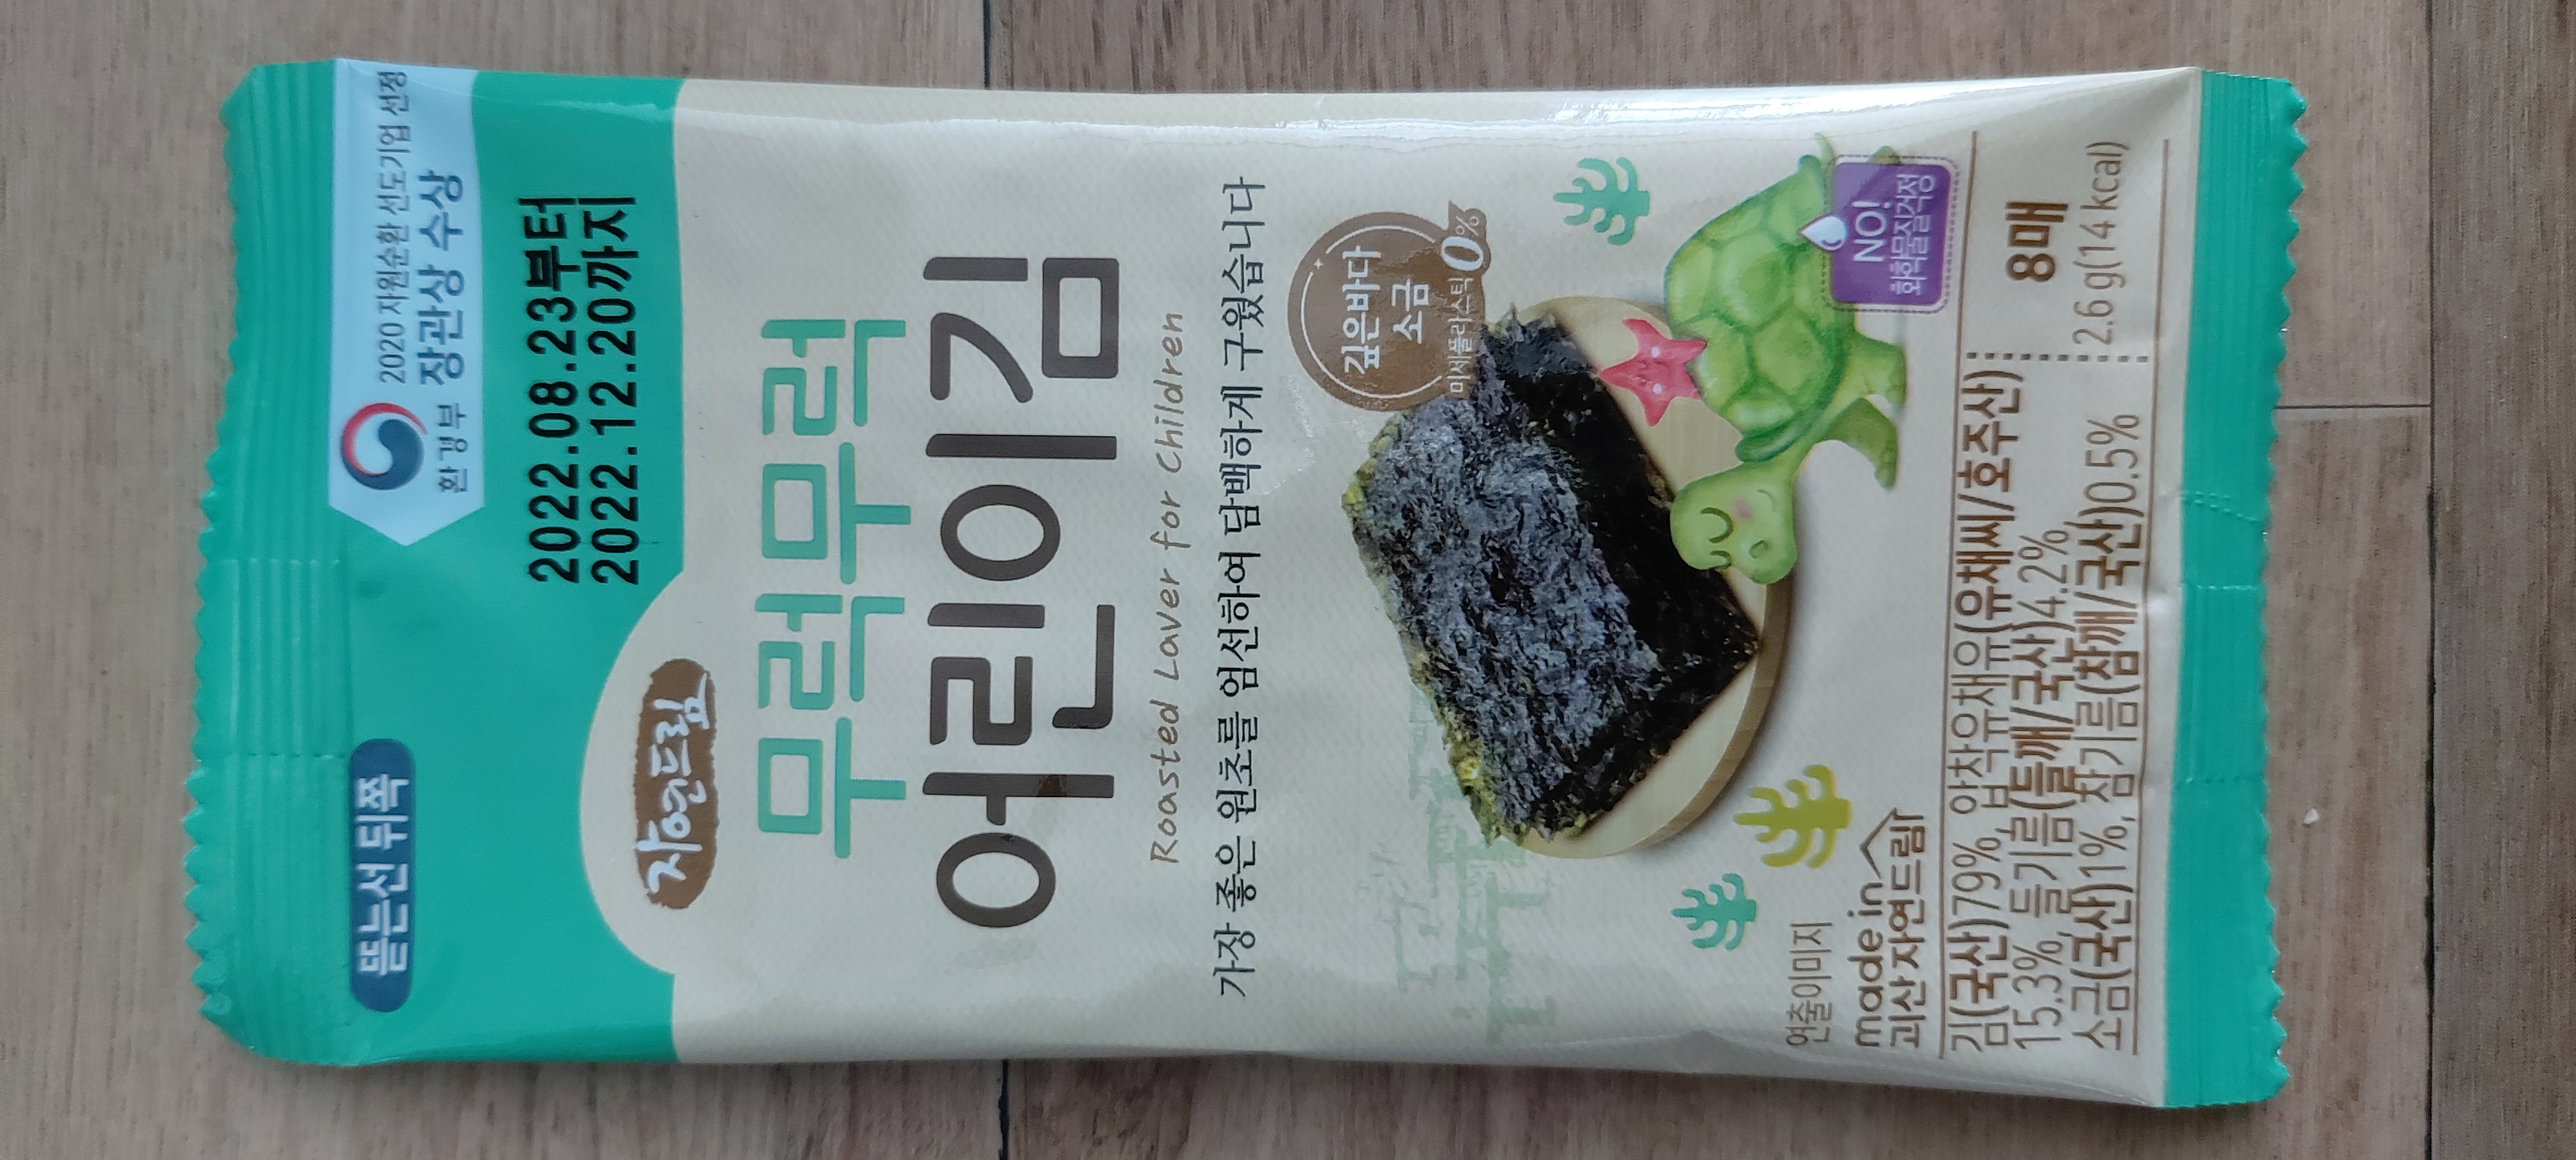 환경부
2020 자원순환 선도기업 선정
장관상 수상
뜯는선 뒤쪽
2022.08.23부터
2022.12.20까지
자연드림
무럭무럭
어린이김
Roasted Laver for Children
가장 좋은 원초를 엄선하여 담백하게 구웠습니다
깊은바다
소금
미세플라스틱 0%
NO!
화학물질걱정
연출이미지
made in
괴산자연드림
김(국산)79%, 압착유채유(유채씨/호주산)
15.3%, 들기름(들깨/국산)4.2%,
소금(국산)1%, 참기름(참깨/국산)0.5%
8매
2.6 g(14 kcal)